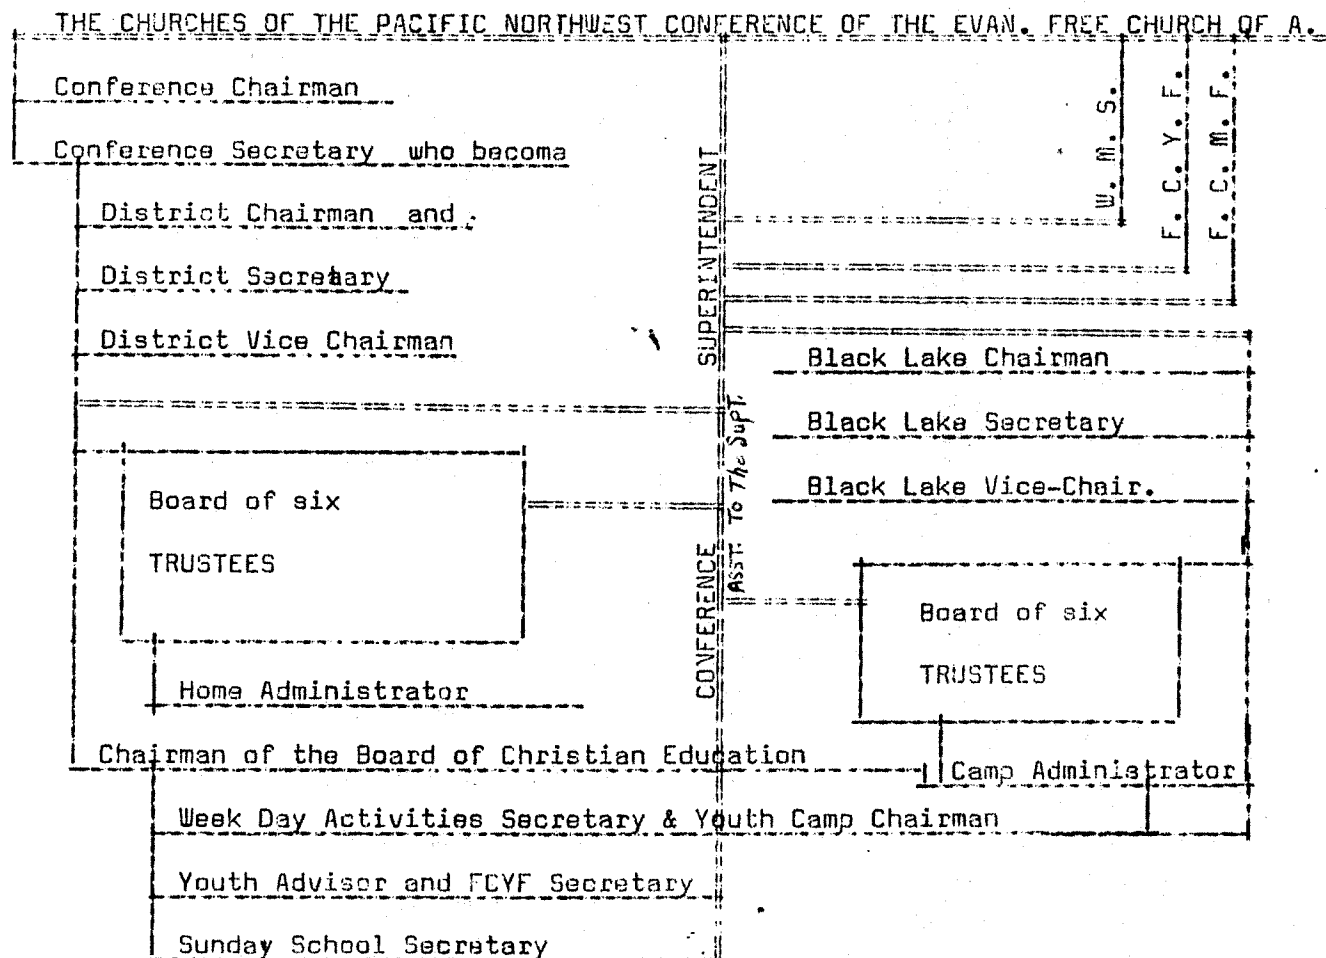 THE CHURCHES OF THE PACIFIC NORTHWEST CONFERENCE OF THE EVAN. FREE CHURCH OF A.
Conference Chairman
Conference Secretary who become
District Chairman and
District Secretary
District Vice Chairman
Board of six
TRUSTEES
Home Administrator
Chairman of the Board of Christian Education
Week Day Activities Secretary & Youth Camp Chairman
Youth Advisor and FCYF Secretary
Sunday School Secretary
CONFERENCE SUPERINTENDENT
ASST. To The SupT.
W. M. S.
F. C. Y. F.
F. C. M. F.
Black Lake Chairman
Black Lake Secretary
Black Lake Vice-Chair.
Board of six
TRUSTEES
Camp Administrator